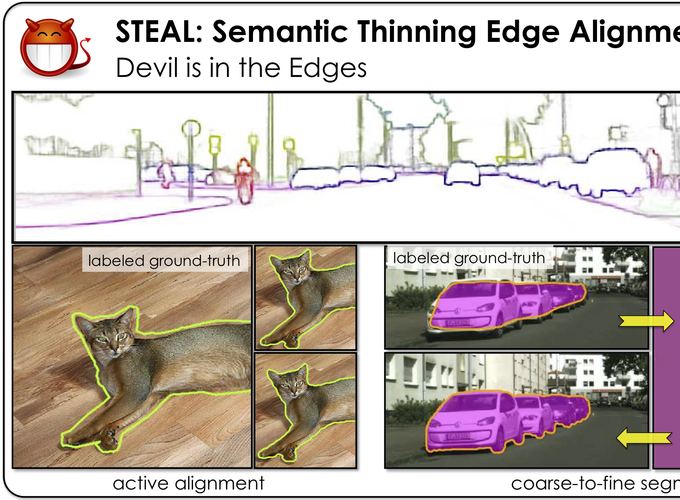 STEAL: Semantic Thinning Edge Alignme
Devil is in the Edges
labeled ground-truth
labeled ground-truth
active alignment
coarse-to-fine segr